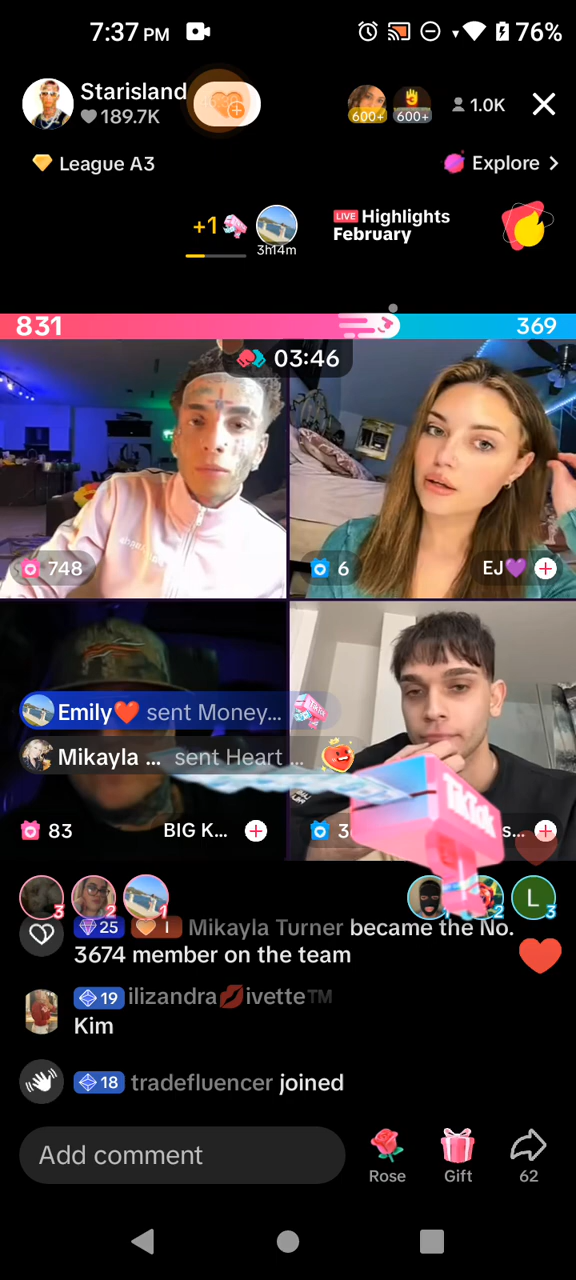 7:37 PM 76%
Starisland
189.7K
600+ 600+ 1.0K
League A3
Explore >
+1
3h14m
LIVE Highlights
February
831 369
03:46
748
6 EJ💜 +
Emily❤️ sent Money...
Mikayla ... sent Heart ...
TikTok
83 BIG K... +
3 s... +
3 2 1
2 L 3
25 I Mikayla Turner became the No.
3674 member on the team
19 ilizandra💋ivette™️
Kim
18 tradefluencer joined
Add comment
Rose Gift 62